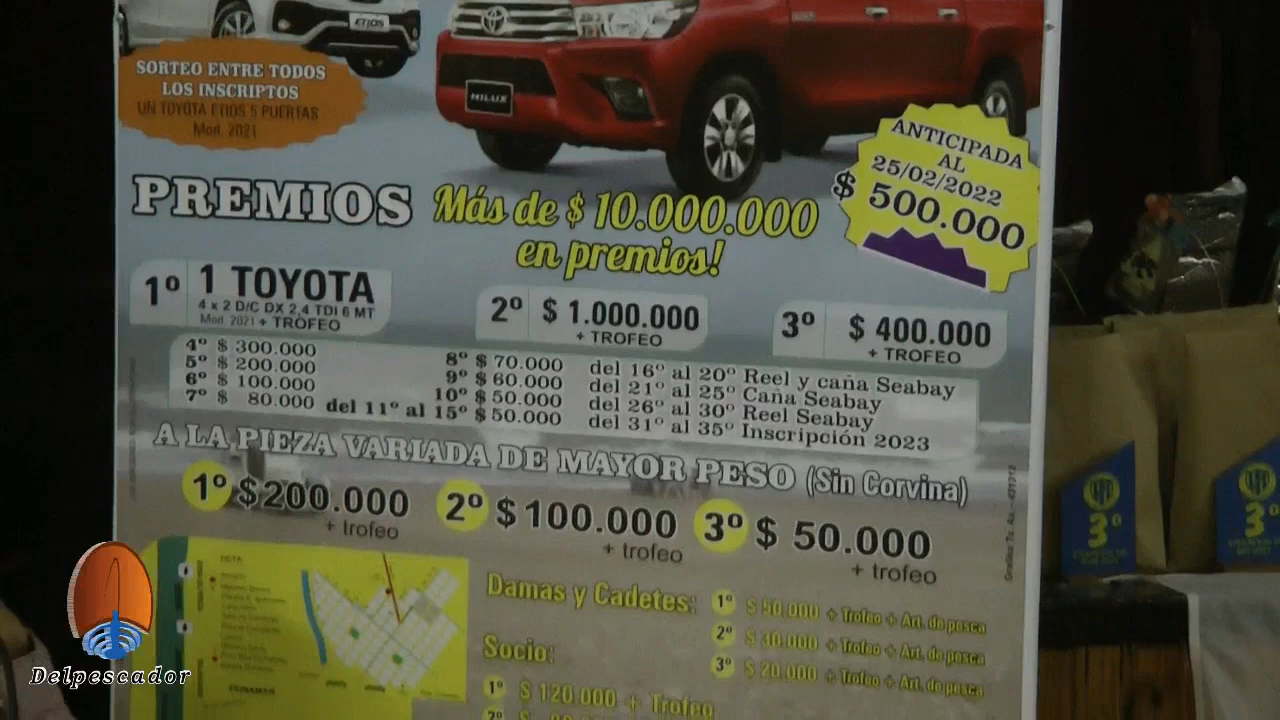 ETIOS
SORTEO ENTRE TODOS
LOS INSCRIPTOS
UN TOYOTA ETIOS 5 PUERTAS
Mod. 2021
HILUX
ANTICIPADA
AL
25/02/2022
$ 500.000
PREMIOS
Más de $ 10.000.000
en premios!
1º 1 TOYOTA
4 x 2 D/C DX 2,4 TDI 6 MT
Mod. 2021 + TROFEO
2º $ 1.000.000
+ TROFEO
3º $ 400.000
+ TROFEO
4º $ 300.000
5º $ 200.000
6º $ 100.000
7º $ 80.000
8º $ 70.000
9º $ 60.000
10º $ 50.000
del 11º al 15º $ 50.000
del 16º al 20º Reel y caña Seabay
del 21º al 25º Caña Seabay
del 26º al 30º Reel Seabay
del 31º al 35º Inscripción 2023
A LA PIEZA VARIADA DE MAYOR PESO (Sin Corvina)
1º $ 200.000
+ trofeo
2º $ 100.000
+ trofeo
3º $ 50.000
+ trofeo
Damas y Cadetes:
1º $ 50.000 + Trofeo + Art. de pesca
2º $ 30.000 + Trofeo + Art. de pesca
3º $ 20.000 + Trofeo + Art. de pesca
Socio:
1º $ 120.000 + Trofeo
2º
DUNAMAR
3º
3º
Delpescador